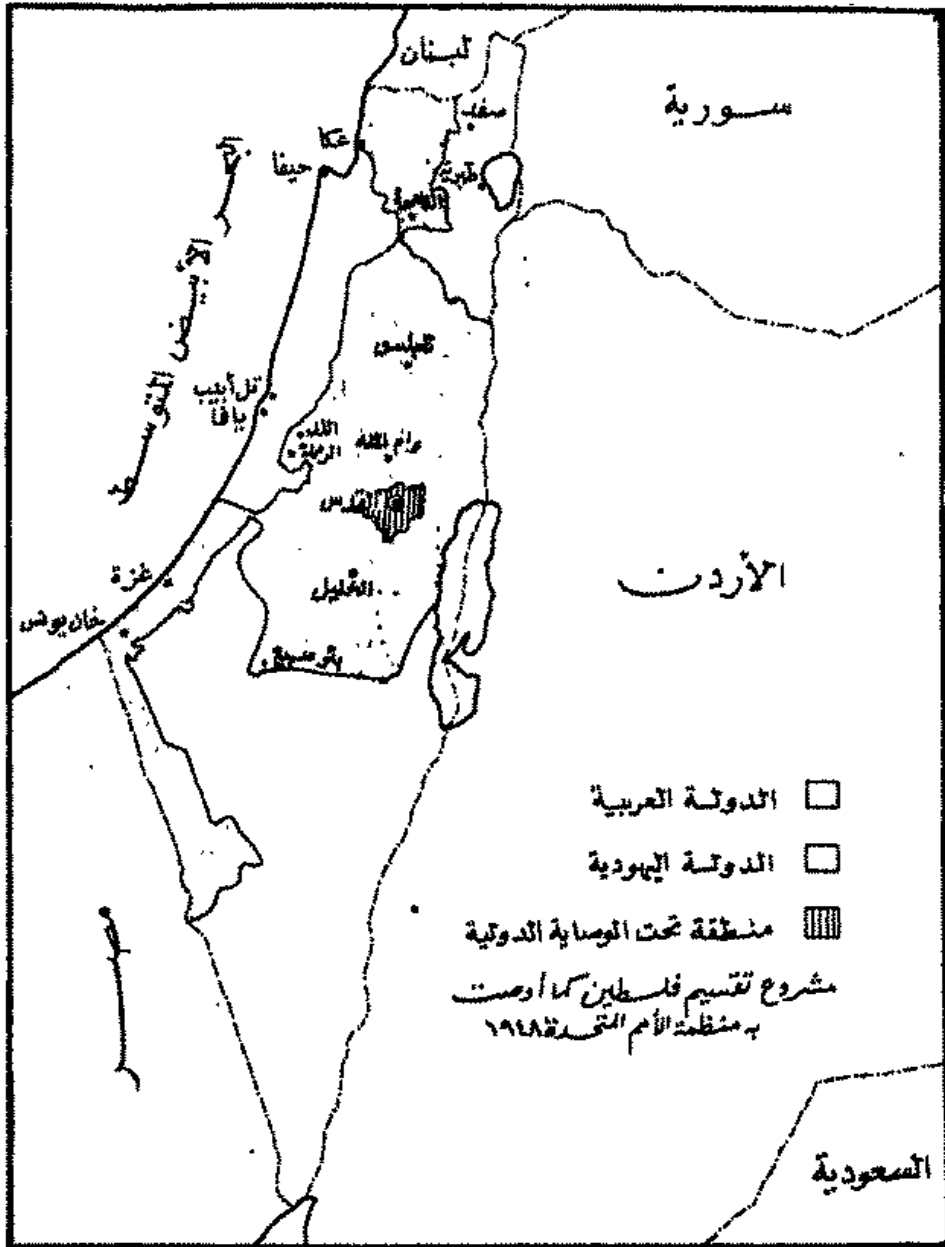 لبنان
سورية
صفد
عكا
حيفا
طبرية
البحر الأبيض المتوسط
نابلس
تل أبيب
يافا
اللد
الرملة
رام الله
القدس
غزة
الخليل
خان يونس
الأردن
الدولة العربية
الدولة اليهودية
منطقة تحت الوصاية الدولية
مشروع تقسيم فلسطين كما أوصت
به منظمة الأمم المتحدة ١٩٤٨
مصر
السعودية